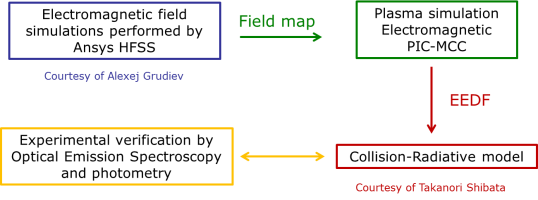 Electromagnetic field
simulations performed by
Ansys HFSS
Courtesy of Alexej Grudiev
Field map
Plasma simulation
Electromagnetic
PIC-MCC
EEDF
Experimental verification by
Optical Emission Spectroscopy
and photometry
Collision-Radiative model
Courtesy of Takanori Shibata